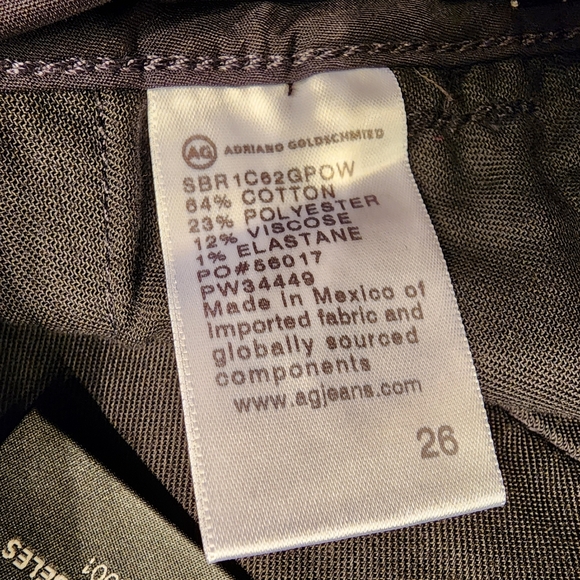 AG ADRIANO GOLDSCHMIED
SBR1C62GPOW
64% COTTON
23% POLYESTER
12% VISCOSE
1% ELASTANE
PO#56017
PW34449
Made in Mexico of
imported fabric and
globally sourced
components
www.agjeans.com
26